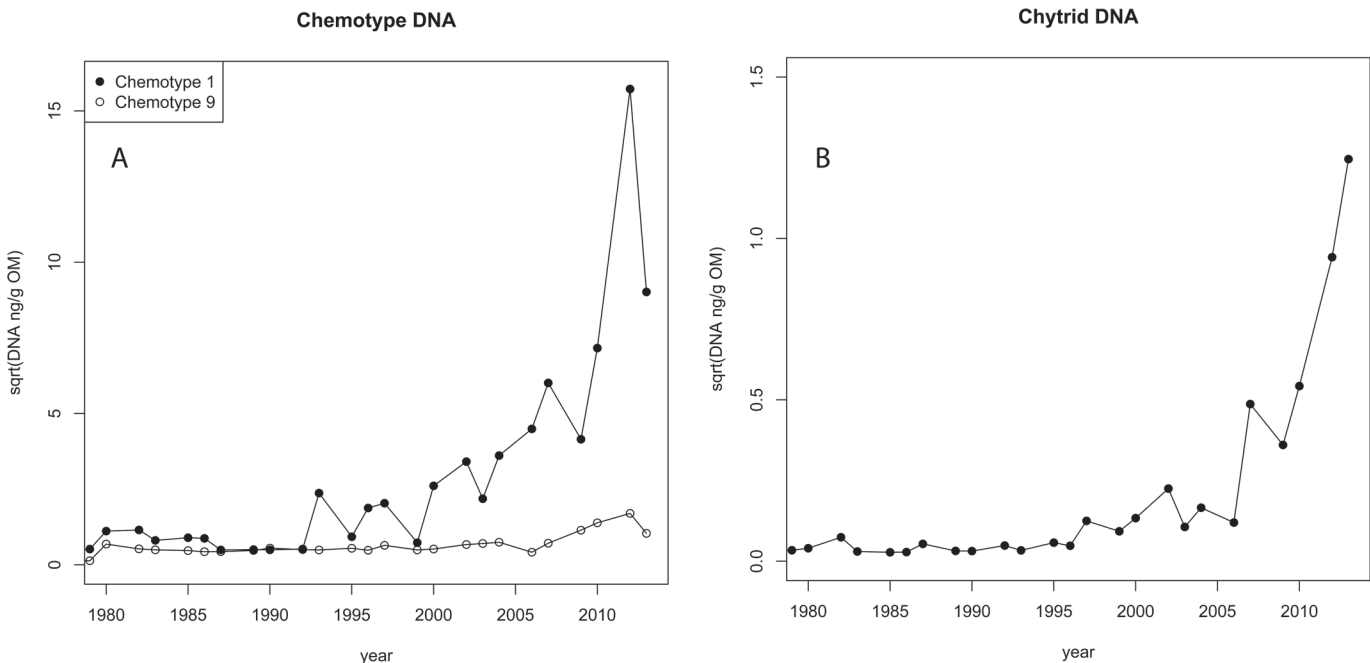 Chemotype DNA
Chemotype 1
Chemotype 9
A
sqrt(DNA ng/g OM)
15
10
5
0
1980 1985 1990 1995 2000 2005 2010
year
Chytrid DNA
B
sqrt(DNA ng/g OM)
1.5
1.0
0.5
0.0
1980 1985 1990 1995 2000 2005 2010
year